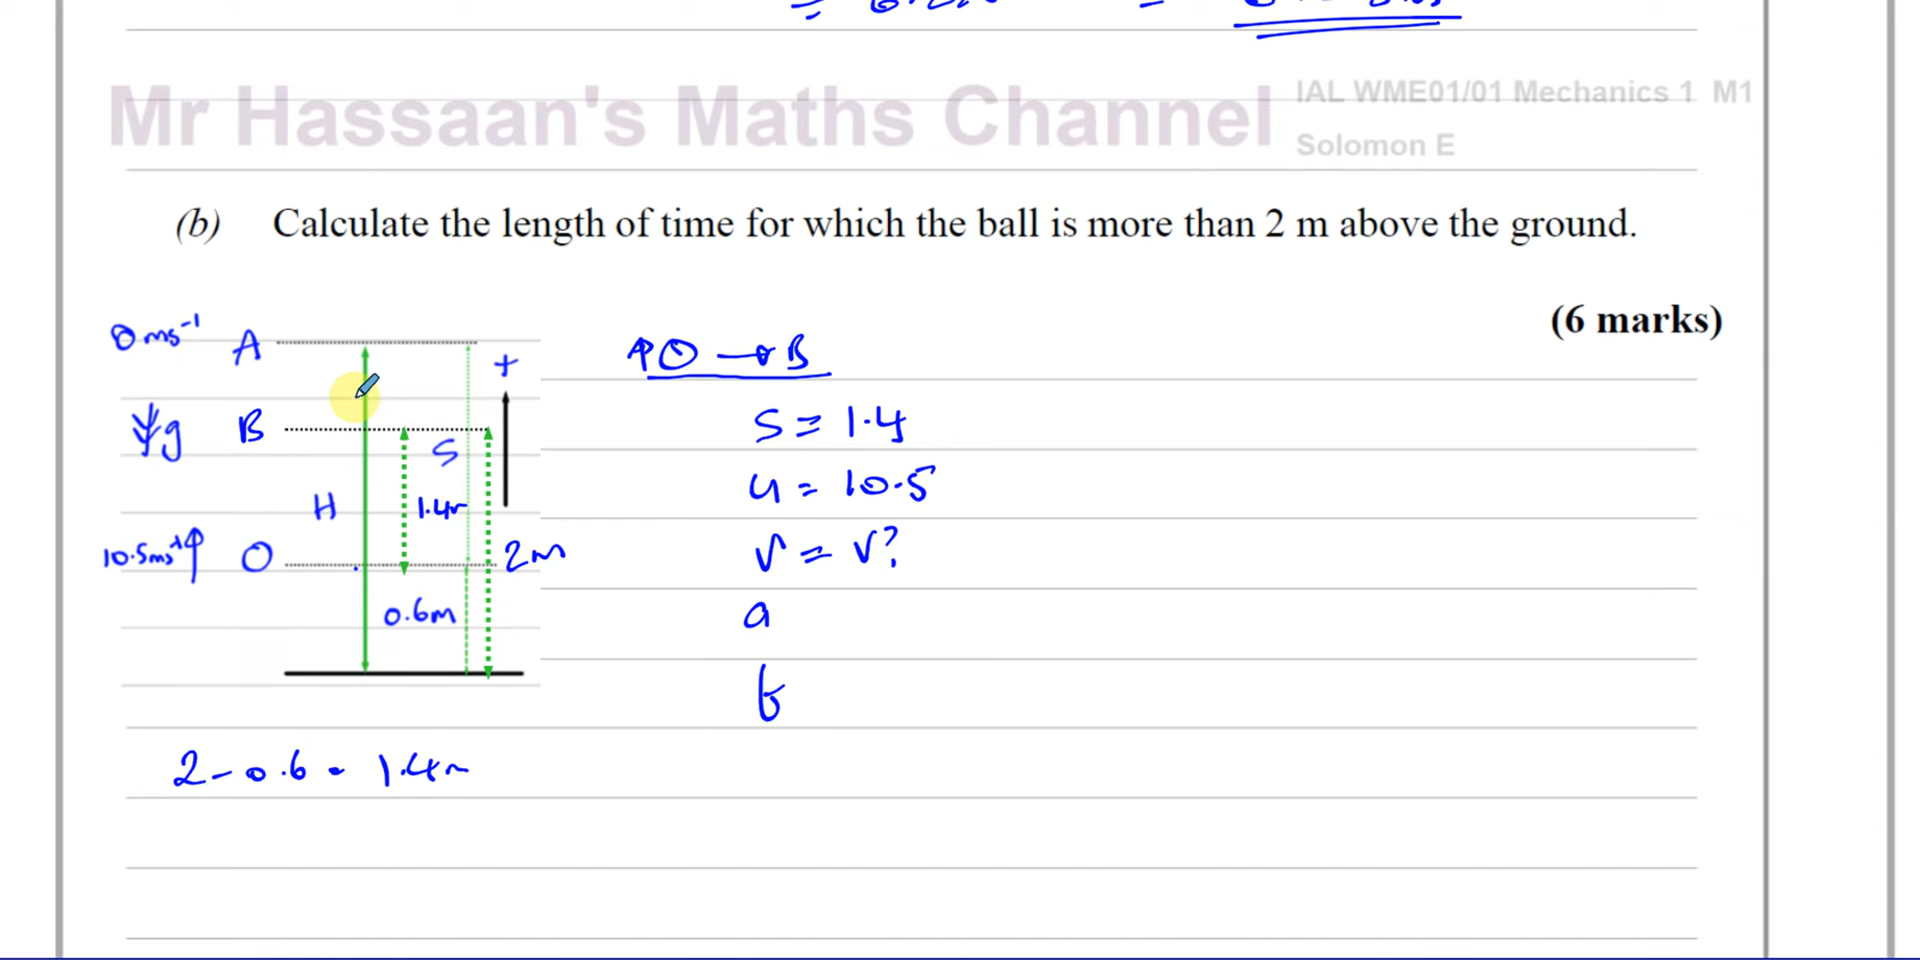 Mr Hassaan's Maths Channel
IAL WME01/01 Mechanics 1 M1
Solomon E
(b) Calculate the length of time for which the ball is more than 2 m above the ground.
(6 marks)
0ms⁻¹ A
+
↓g B
S
H
1.4m
10.5ms⁻¹↑ O
2m
0.6m
2 - 0.6 = 1.4m
↑O → B
S = 1.4
u = 10.5
v = v?
a
t